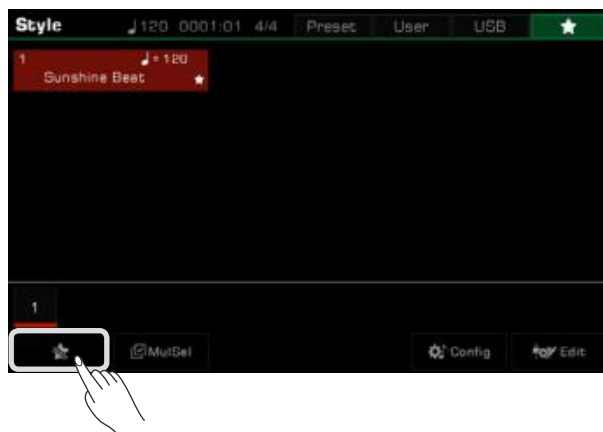 Style ♩120 0001:01 4/4 Preset User USB ★
1 ♩= 120
Sunshine Beat ★
1
MulSel Config Edit